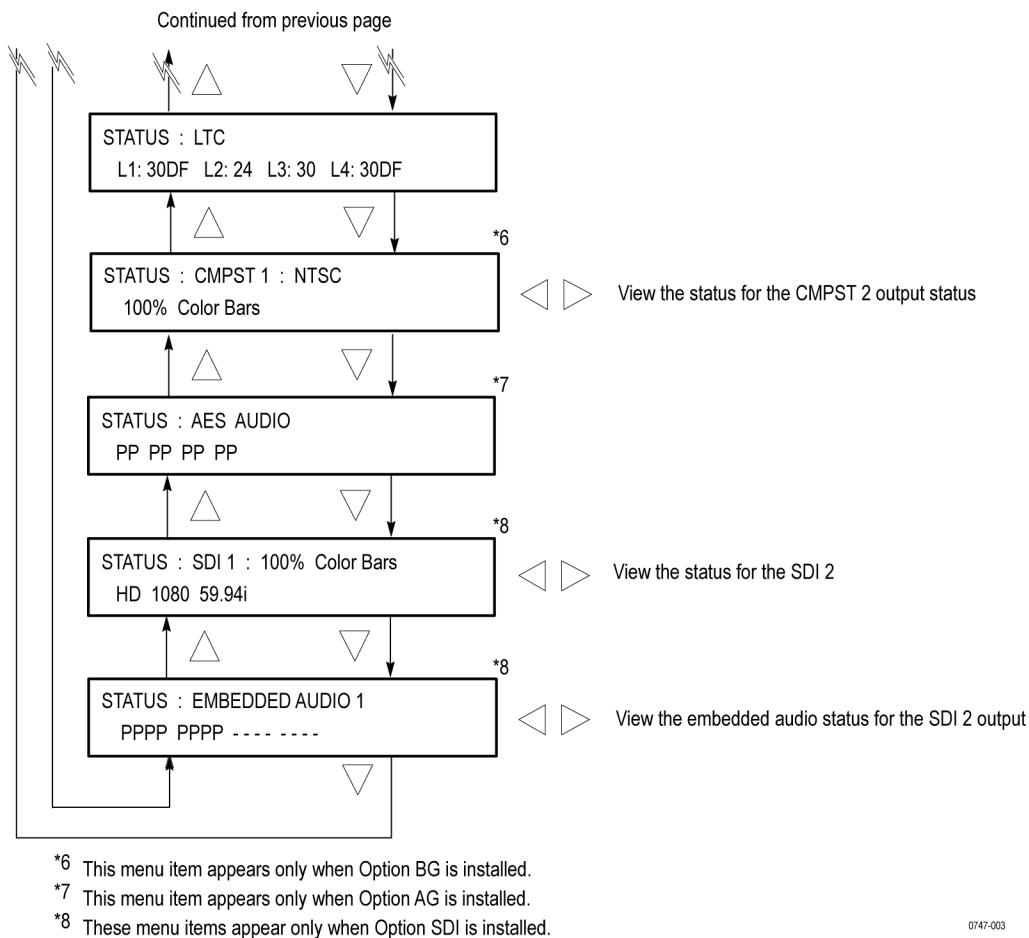 Continued from previous page
STATUS : LTC
L1: 30DF L2: 24 L3: 30 L4: 30DF
*6
STATUS : CMPST 1 : NTSC
100% Color Bars
View the status for the CMPST 2 output status
*7
STATUS : AES AUDIO
PP PP PP PP
*8
STATUS : SDI 1 : 100% Color Bars
HD 1080 59.94i
View the status for the SDI 2
*8
STATUS : EMBEDDED AUDIO 1
PPPP PPPP - - - - - - - -
View the embedded audio status for the SDI 2 output
*6 This menu item appears only when Option BG is installed.
*7 This menu item appears only when Option AG is installed.
*8 These menu items appear only when Option SDI is installed.
0747-003